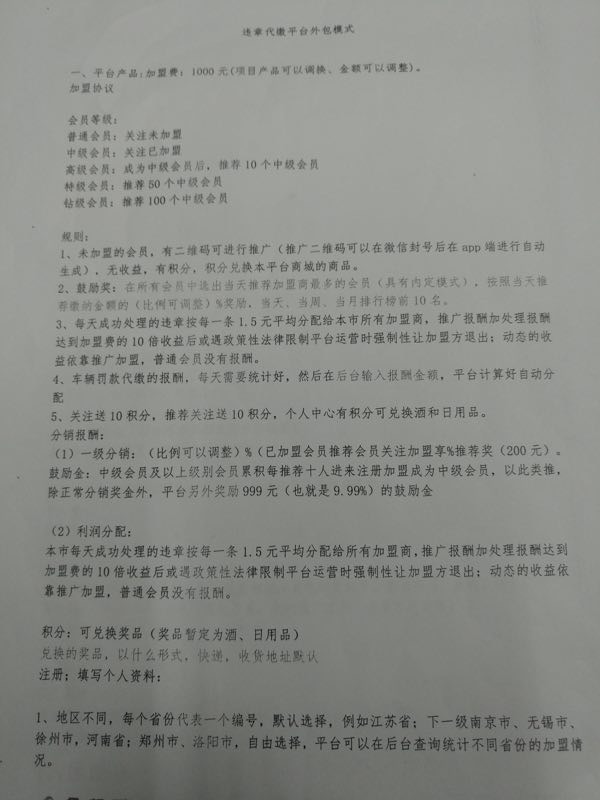 违章代缴平台外包模式
一、平台产品:加盟费：1000元(项目产品可以调换、金额可以调整)。
加盟协议
会员等级：
普通会员：关注未加盟
中级会员：关注已加盟
高级会员：成为中级会员后，推荐10个中级会员
特级会员：推荐50个中级会员
钻级会员：推荐100个中级会员
规则：
1、未加盟的会员，有二维码可进行推广（推广二维码可以在微信封号后在app端进行自动
生成），无收益，有积分，积分兑换本平台商城的商品。
2、鼓励奖：在所有会员中选出当天推荐加盟商最多的会员（具有内定模式），按照当天推
荐缴纳金额的（比例可调整）%奖励，当天、当周、当月排行榜前10名。
3、每天成功处理的违章按每一条1.5元平均分配给本市所有加盟商，推广报酬加处理报酬
达到加盟费的10倍收益后或遇政策性法律限制平台运营时强制性让加盟方退出；动态的收
益依靠推广加盟，普通会员没有报酬。
4、车辆罚款代缴的报酬，每天需要统计好，然后在后台输入报酬金额，平台计算好自动分
配
5、关注送10积分，推荐关注送10积分，个人中心有积分可兑换酒和日用品。
分销报酬：
（1）一级分销：（比例可以调整）%（已加盟会员推荐会员关注加盟享%推荐奖（200元）。
鼓励金：中级会员及以上级别会员累积每推荐十人进来注册加盟成为中级会员，以此类推，
除正常分销奖金外，平台另外奖励999元（也就是9.99%）的鼓励金
（2）利润分配：
本市每天成功处理的违章按每一条1.5元平均分配给所有加盟商，推广报酬加处理报酬达到
加盟费的10倍收益后或遇政策性法律限制平台运营时强制性让加盟方退出；动态的收益依
靠推广加盟，普通会员没有报酬。
积分：可兑换奖品（奖品暂定为酒、日用品）
兑换的奖品，以什么形式，快递，收货地址默认
注册；填写个人资料：
1、地区不同，每个省份代表一个编号，默认选择，例如江苏省；下一级南京市、无锡市、
徐州市，河南省；郑州市、洛阳市，自由选择，平台可以在后台查询统计不同省份的加盟情
况。